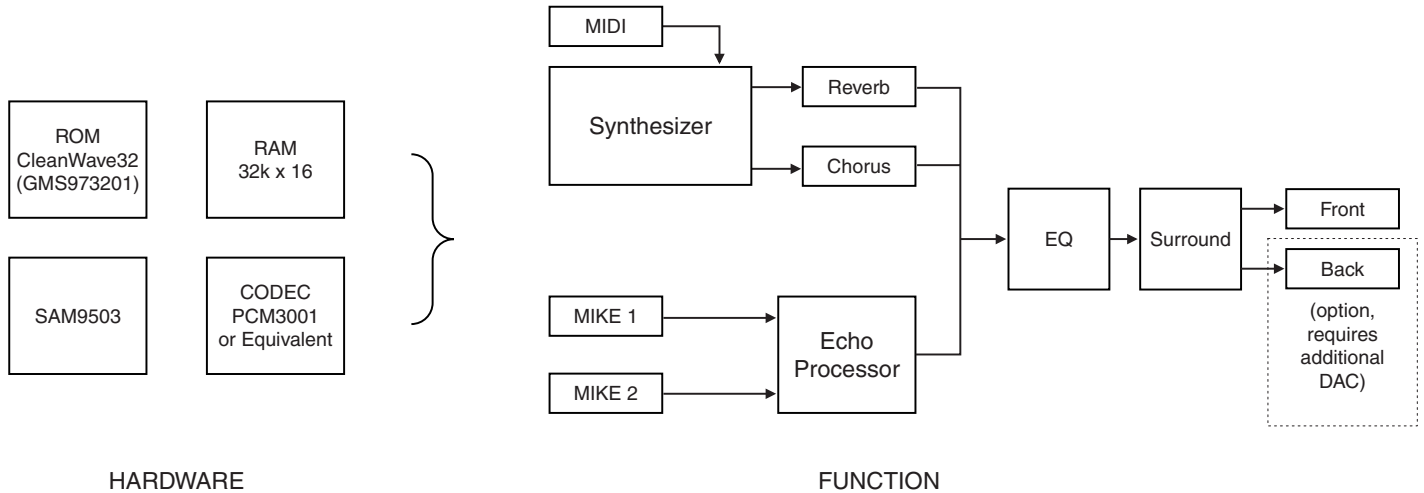 ROM
CleanWave32
(GMS973201)
RAM
32k x 16
SAM9503
CODEC
PCM3001
or Equivalent
HARDWARE
MIDI
Synthesizer
Reverb
Chorus
MIKE 1
MIKE 2
Echo
Processor
EQ
Surround
Front
Back
(option,
requires
additional
DAC)
FUNCTION